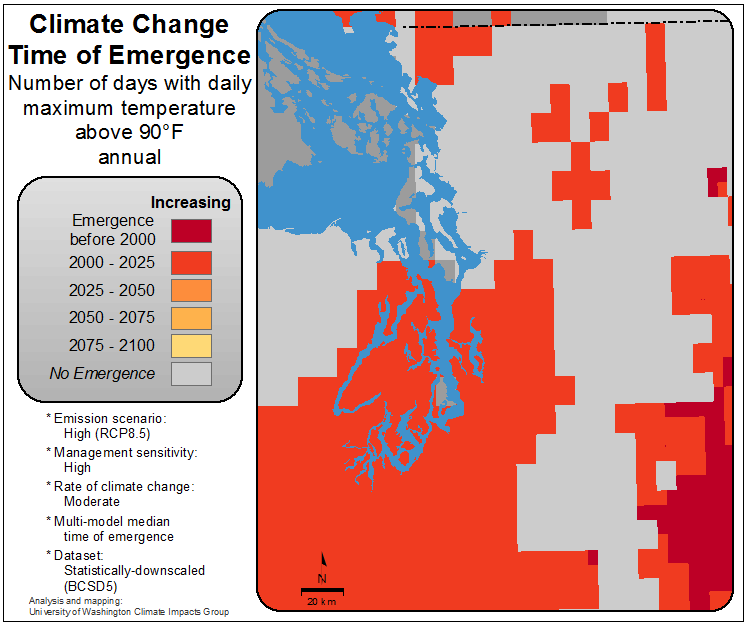 Climate Change
Time of Emergence
Number of days with daily
maximum temperature
above 90°F
annual
Increasing
Emergence
before 2000
2000 - 2025
2025 - 2050
2050 - 2075
2075 - 2100
No Emergence
* Emission scenario:
High (RCP8.5)
* Management sensitivity:
High
* Rate of climate change:
Moderate
* Multi-model median
time of emergence
* Dataset:
Statistically-downscaled
(BCSD5)
Analysis and mapping:
University of Washington Climate Impacts Group
N
20 km